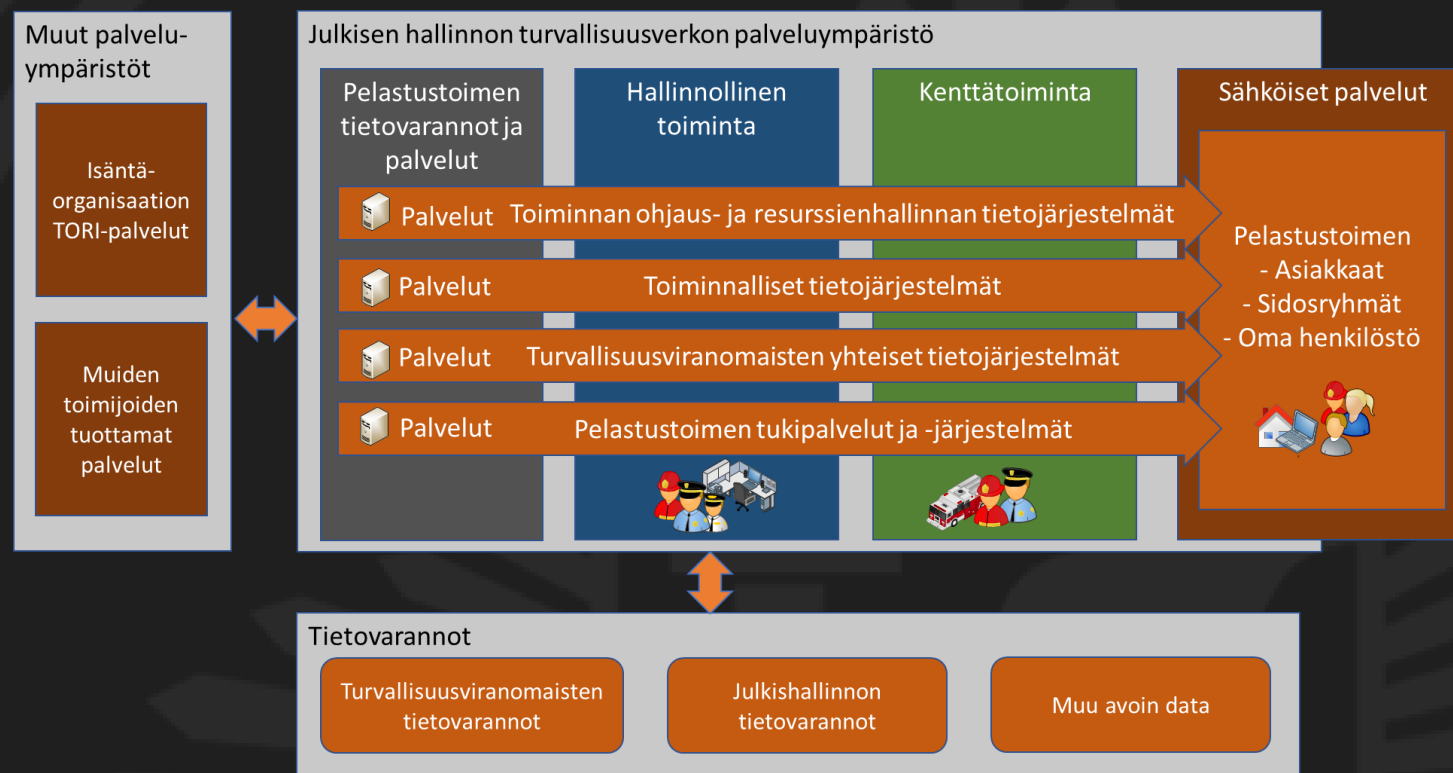 Muut palvelu-
ympäristöt
Isäntä-
organisaation
TORI-palvelut
Muiden
toimijoiden
tuottamat
palvelut
Julkisen hallinnon turvallisuusverkon palveluympäristö
Pelastustoimen
tietovarannot ja
palvelut
Hallinnollinen
toiminta
Kenttätoiminta
Sähköiset palvelut
Palvelut Toiminnan ohjaus- ja resurssienhallinnan tietojärjestelmät
Palvelut Toiminnalliset tietojärjestelmät
Palvelut Turvallisuusviranomaisten yhteiset tietojärjestelmät
Palvelut Pelastustoimen tukipalvelut ja -järjestelmät
Pelastustoimen
- Asiakkaat
- Sidosryhmät
- Oma henkilöstö
Tietovarannot
Turvallisuusviranomaisten
tietovarannot
Julkishallinnon
tietovarannot
Muu avoin data